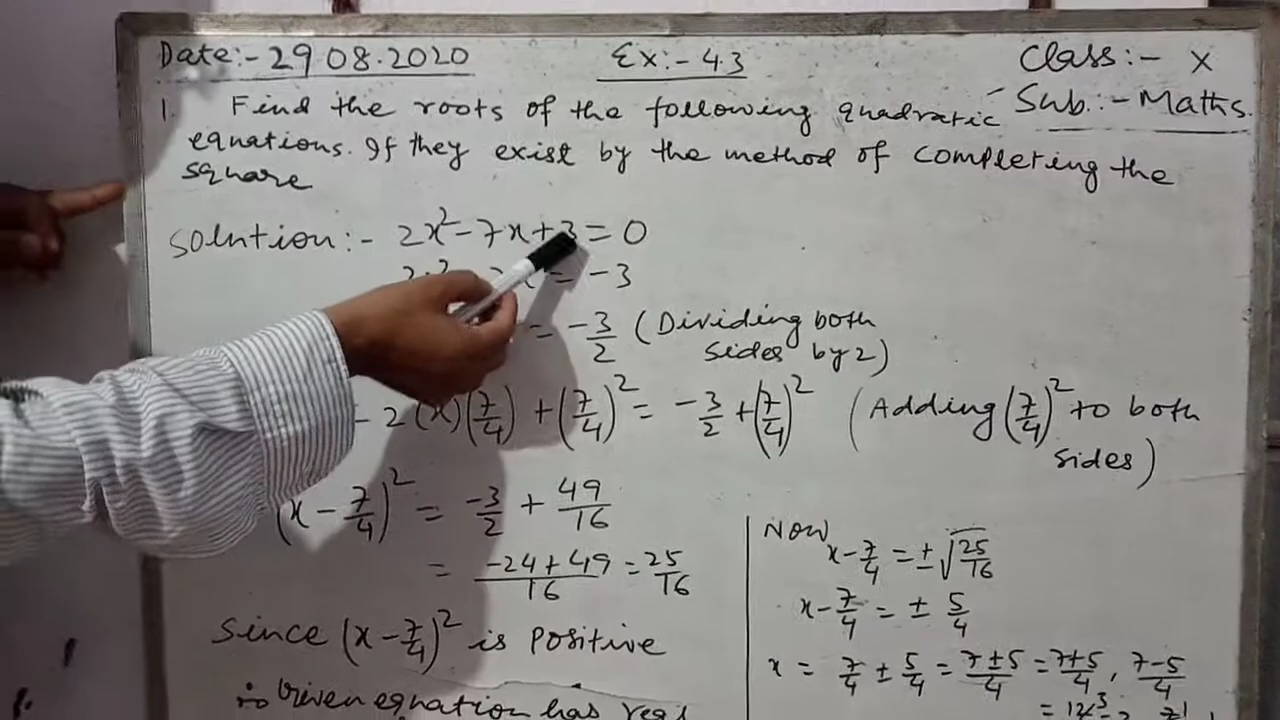 Date:- 29 08.2020 Ex:- 4.3 Class:- X
Sub:- Maths.
1. Find the roots of the following quadratic
equations. If they exist by the method of completing the
square
Solution:- 2x² - 7x + 3 = 0
= -3
= -3/2 (Dividing both
sides by 2)
- 2(x)(7/4) + (7/4)² = -3/2 + (7/4)² (Adding (7/4)² to both
sides)
(x - 7/4)² = -3/2 + 49/16
= (-24+49)/16 = 25/16
Since (x - 7/4)² is Positive
Given equation has real
Now
x - 7/4 = ± √(25/16)
x - 7/4 = ± 5/4
x = 7/4 ± 5/4 = (7±5)/4 = (7+5)/4, (7-5)/4